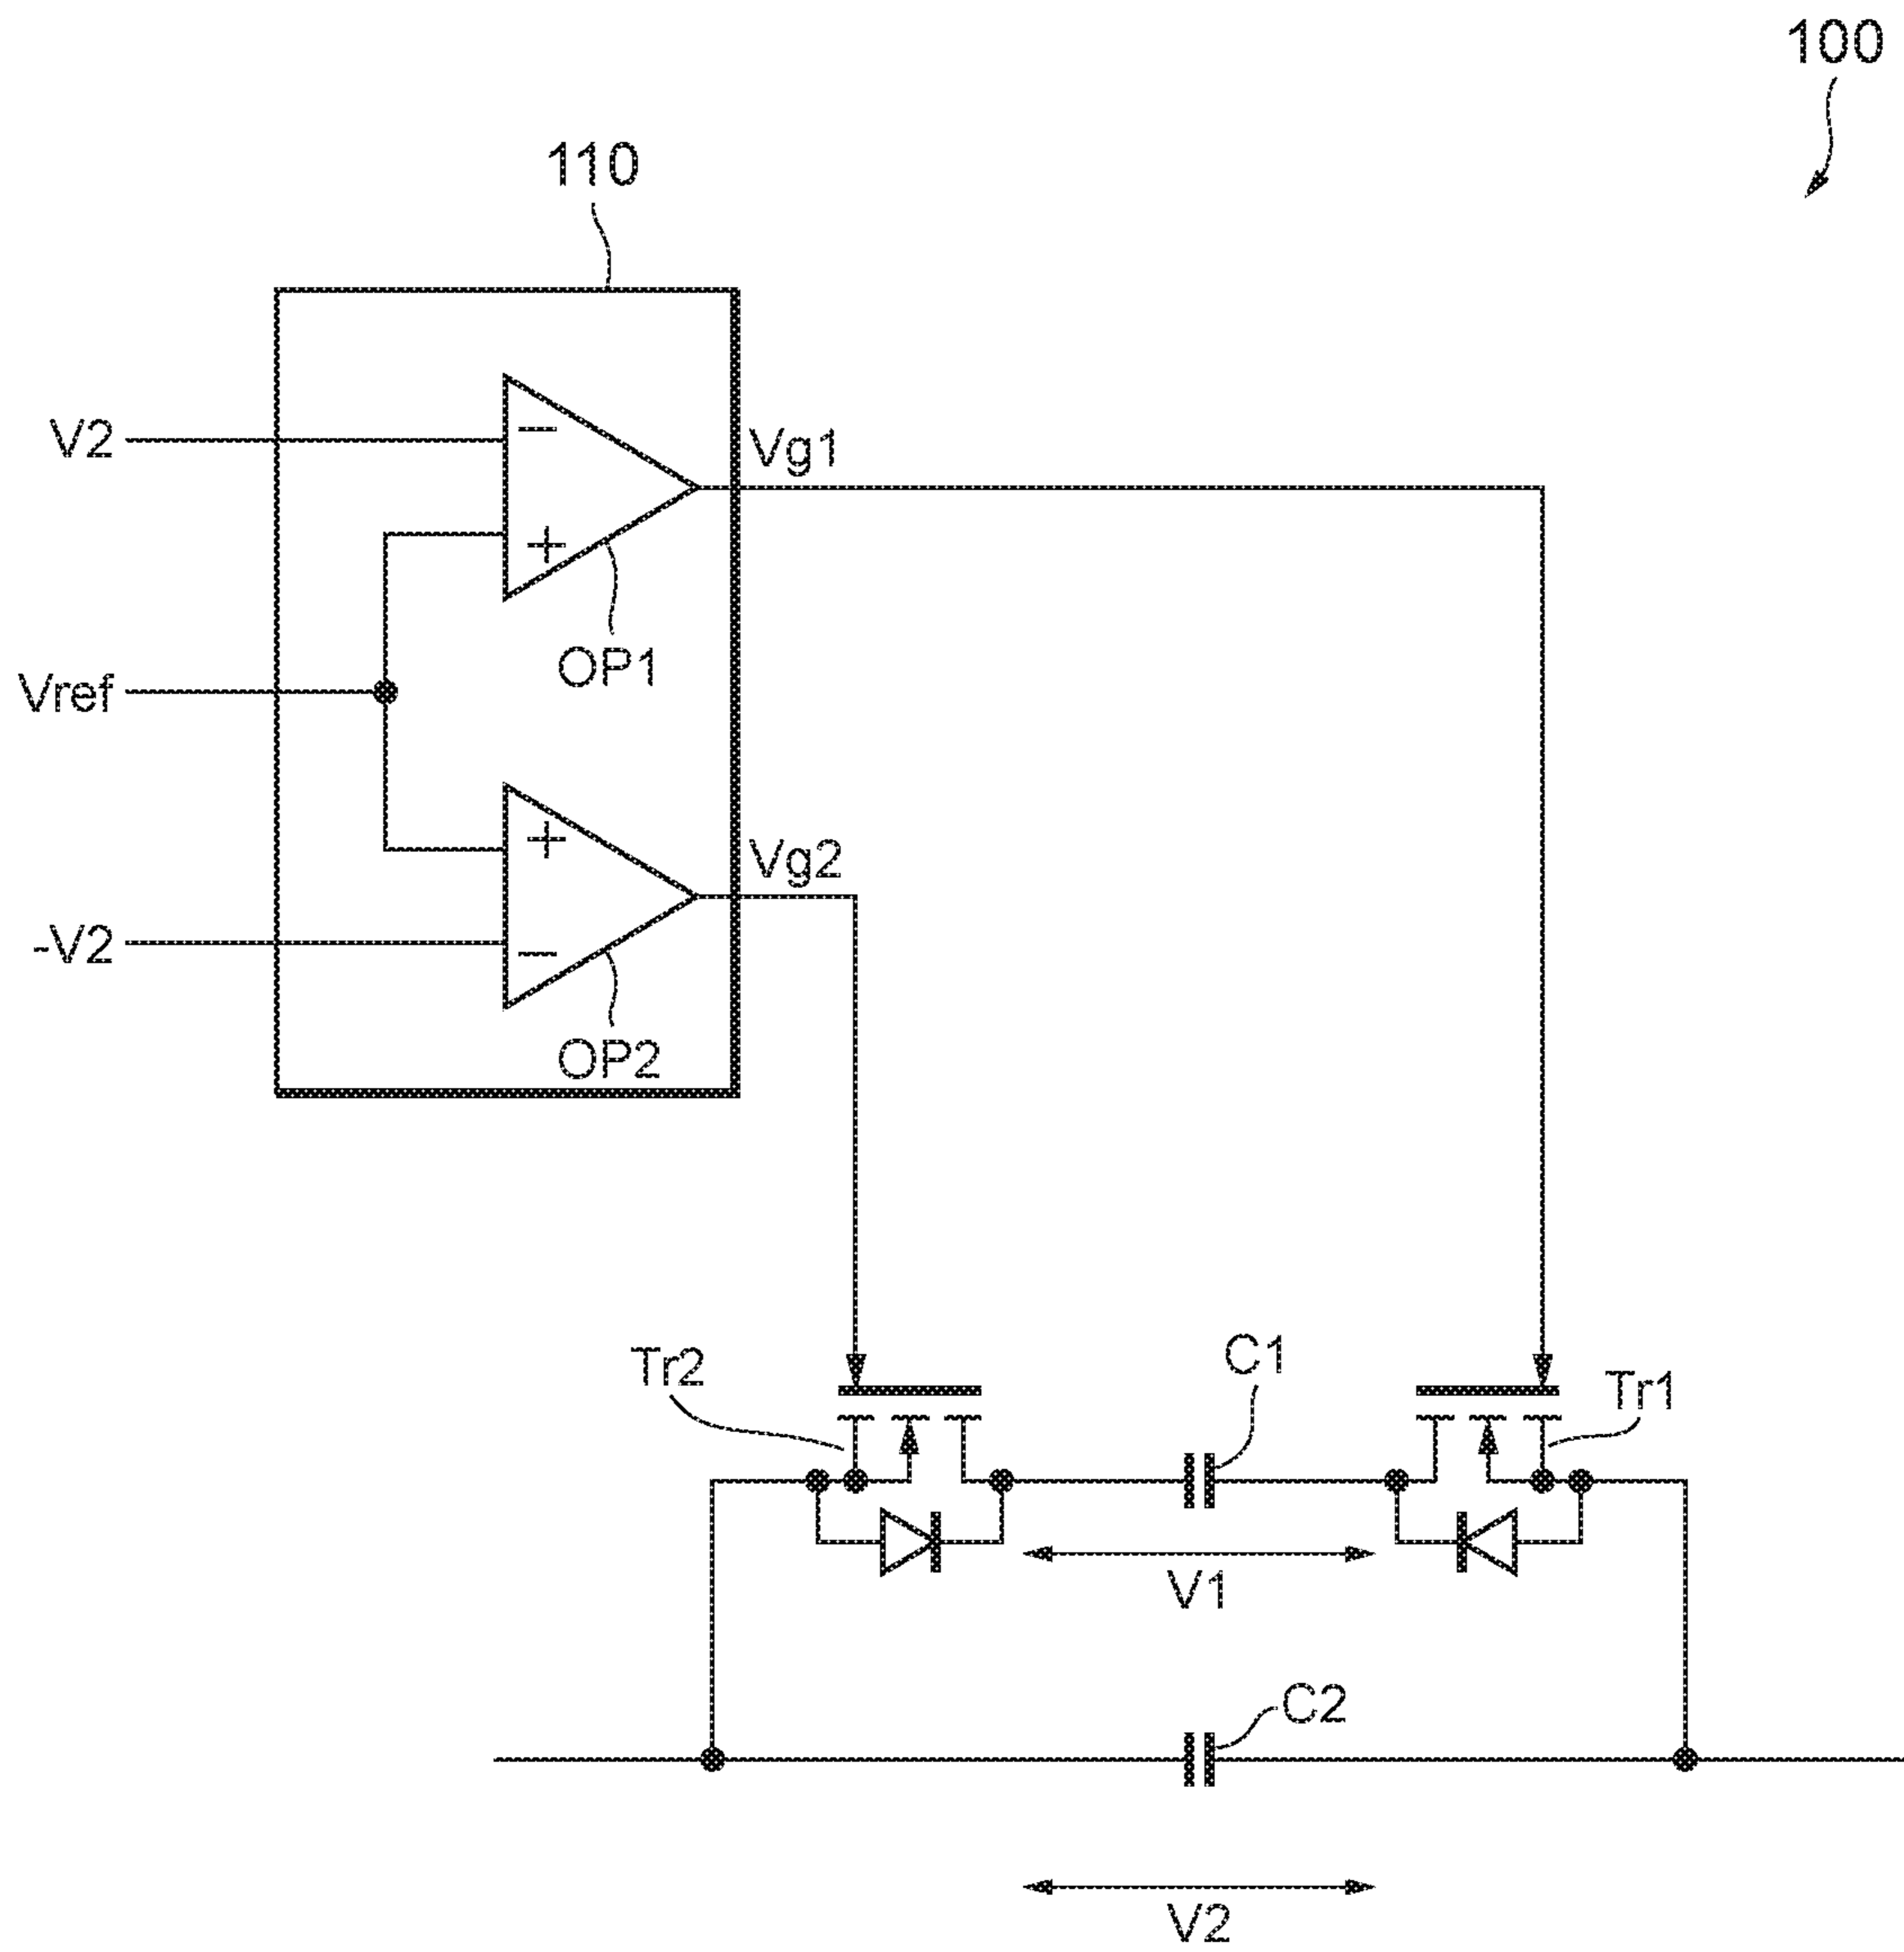 100
110
V2
−
Vg1
+
OP1
Vref
+
Vg2
-V2
−
OP2
Tr2
C1
Tr1
V1
C2
V2